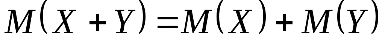 M(X + Y) = M(X) + M(Y)